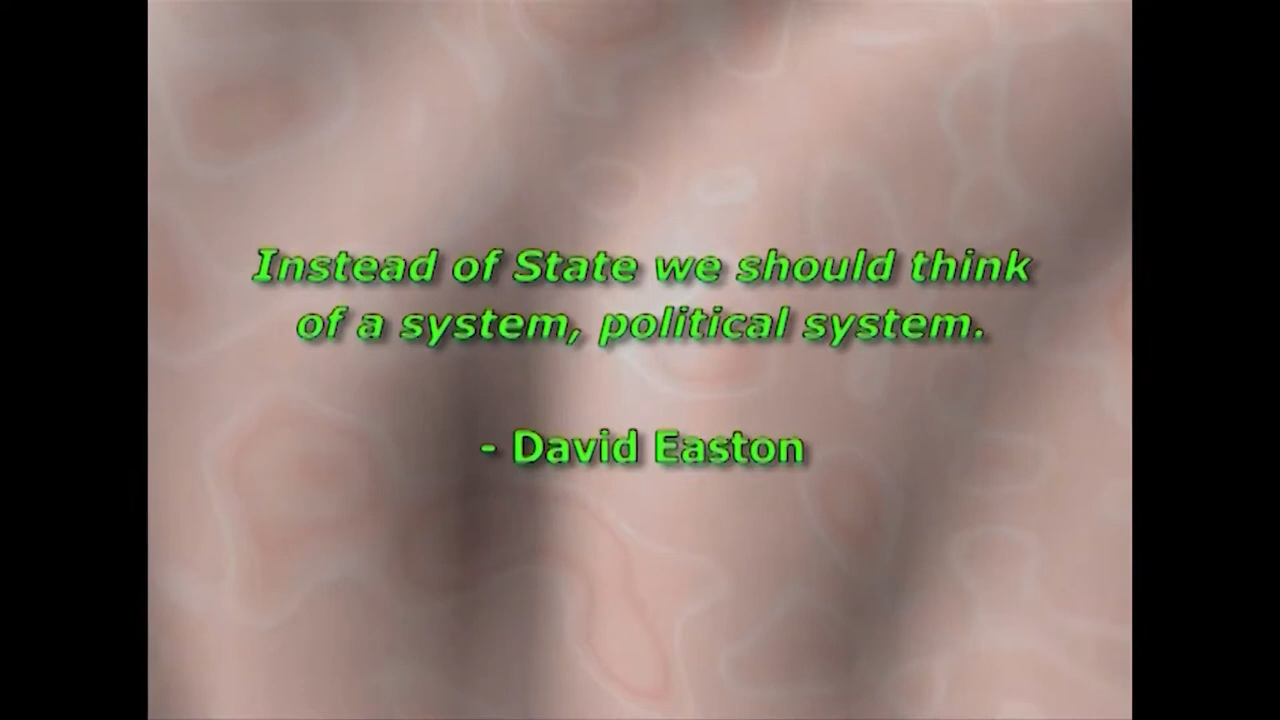 Instead of State we should think
of a system, political system.
- David Easton